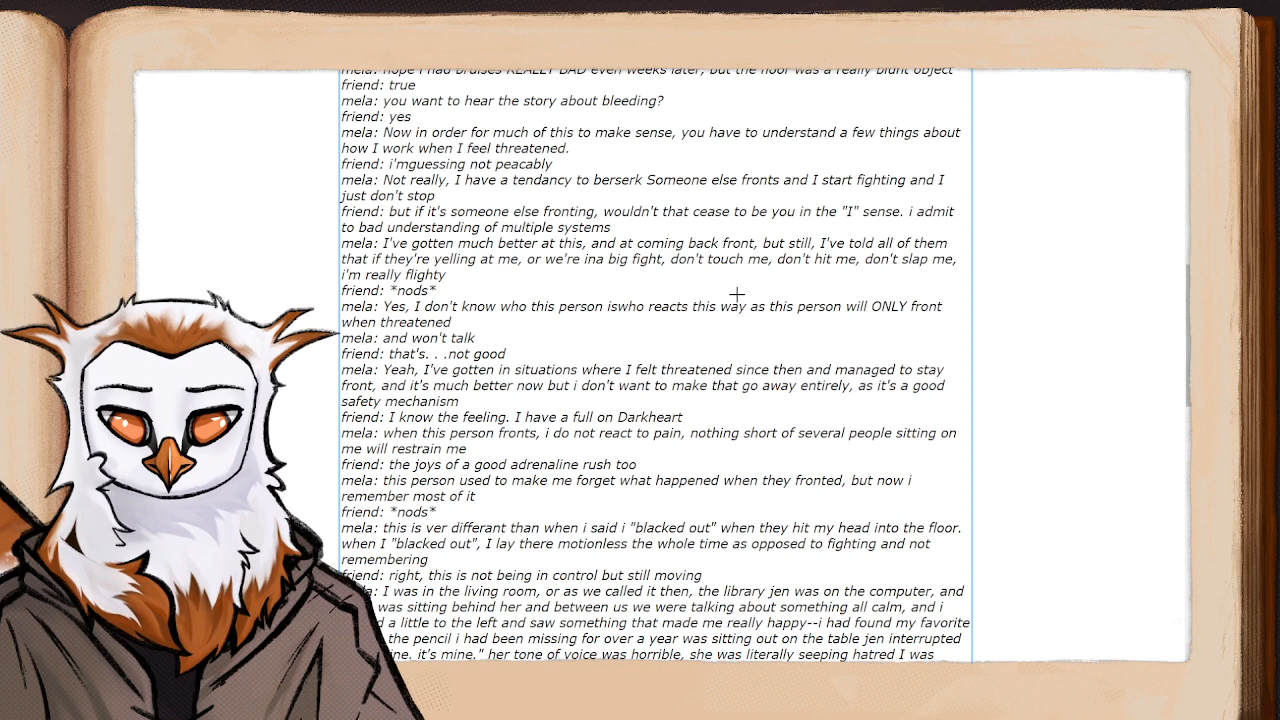 mela: nope i had bruises REALLY BAD even weeks later, but the floor was a really blunt object
friend: true
mela: you want to hear the story about bleeding?
friend: yes
mela: Now in order for much of this to make sense, you have to understand a few things about
how I work when I feel threatened.
friend: i'mguessing not peacably
mela: Not really, I have a tendancy to berserk Someone else fronts and I start fighting and I
just don't stop
friend: but if it's someone else fronting, wouldn't that cease to be you in the "I" sense. i admit
to bad understanding of multiple systems
mela: I've gotten much better at this, and at coming back front, but still, I've told all of them
that if they're yelling at me, or we're ina big fight, don't touch me, don't hit me, don't slap me,
i'm really flighty
friend: *nods*
mela: Yes, I don't know who this person iswho reacts this way as this person will ONLY front
when threatened
mela: and won't talk
friend: that's. . .not good
mela: Yeah, I've gotten in situations where I felt threatened since then and managed to stay
front, and it's much better now but i don't want to make that go away entirely, as it's a good
safety mechanism
friend: I know the feeling. I have a full on Darkheart
mela: when this person fronts, i do not react to pain, nothing short of several people sitting on
me will restrain me
friend: the joys of a good adrenaline rush too
mela: this person used to make me forget what happened when they fronted, but now i
remember most of it
friend: *nods*
mela: this is ver differant than when i said i "blacked out" when they hit my head into the floor.
when I "blacked out", I lay there motionless the whole time as opposed to fighting and not
remembering
friend: right, this is not being in control but still moving
I was in the living room, or as we called it then, the library jen was on the computer, and
was sitting behind her and between us we were talking about something all calm, and i
a little to the left and saw something that made me really happy--i had found my favorite
the pencil i had been missing for over a year was sitting out on the table jen interrupted
it's mine." her tone of voice was horrible, she was literally seeping hatred I was